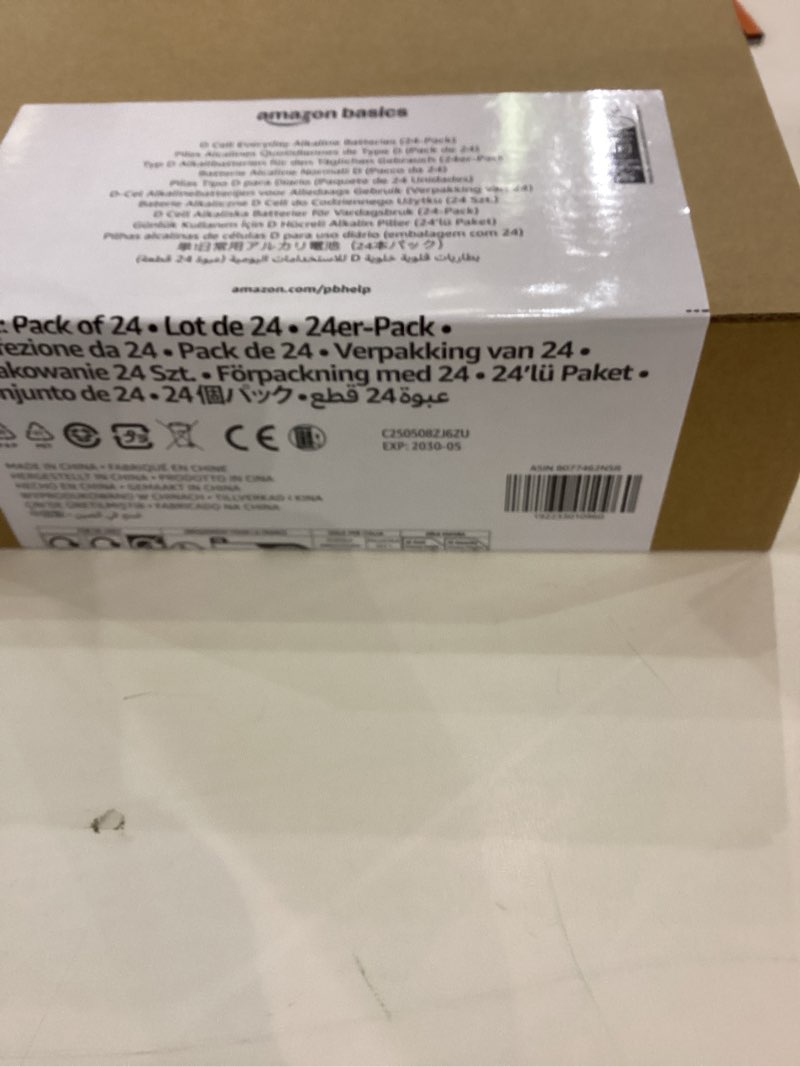 amazon basics
D Cell Everyday Alkaline Batteries (24-Pack)
Piles Alcalines Quotidiennes de Type D (Pack de 24)
Typ D Alkalibatterien für den Täglichen Gebrauch (24er-Pack
Batterie Alcaline Normali D (Pacco da 24)
Pilas Tipo D para Diario (Paquete de 24 Unidades)
D-Cel Alkalinebatterijen voor Alledaags Gebruik (Verpakking van 24)
Baterie Alkaliczne D Cell do Codziennego Użytku (24 Szt.)
D Cell Alkaliska Batterier för Vardagsbruk (24-Pack)
Günlük Kullanım İçin D Hücreli Alkalin Piller (24'lü Paket)
Pilhas alcalinas de células D para uso diário (embalagem com 24)
単1日常用アルカリ電池 (24本パック)
بطاريات قلوية خلوية D للاستخدامات اليومية (عبوة 24 قطعة)
amazon.com/pbhelp
: Pack of 24 • Lot de 24 • 24er-Pack •
fezione da 24 • Pack de 24 • Verpakking van 24 •
akowanie 24 Szt. • Förpackning med 24 • 24'lü Paket •
njunto de 24 • 24個パック • عبوة 24 قطع
CE
C250508ZJ6ZU
EXP: 2030-05
MADE IN CHINA • FABRIQUÉ EN CHINE
HERGESTELLT IN CHINA • PRODOTTO IN CINA
HECHO EN CHINA • GEMAAKT IN CHINA
WYPRODUKOWANO W CHINACH • TILLVERKAD I KINA
ÇİN'DE ÜRETİLMİŞTİR • FABRICADO NA CHINA